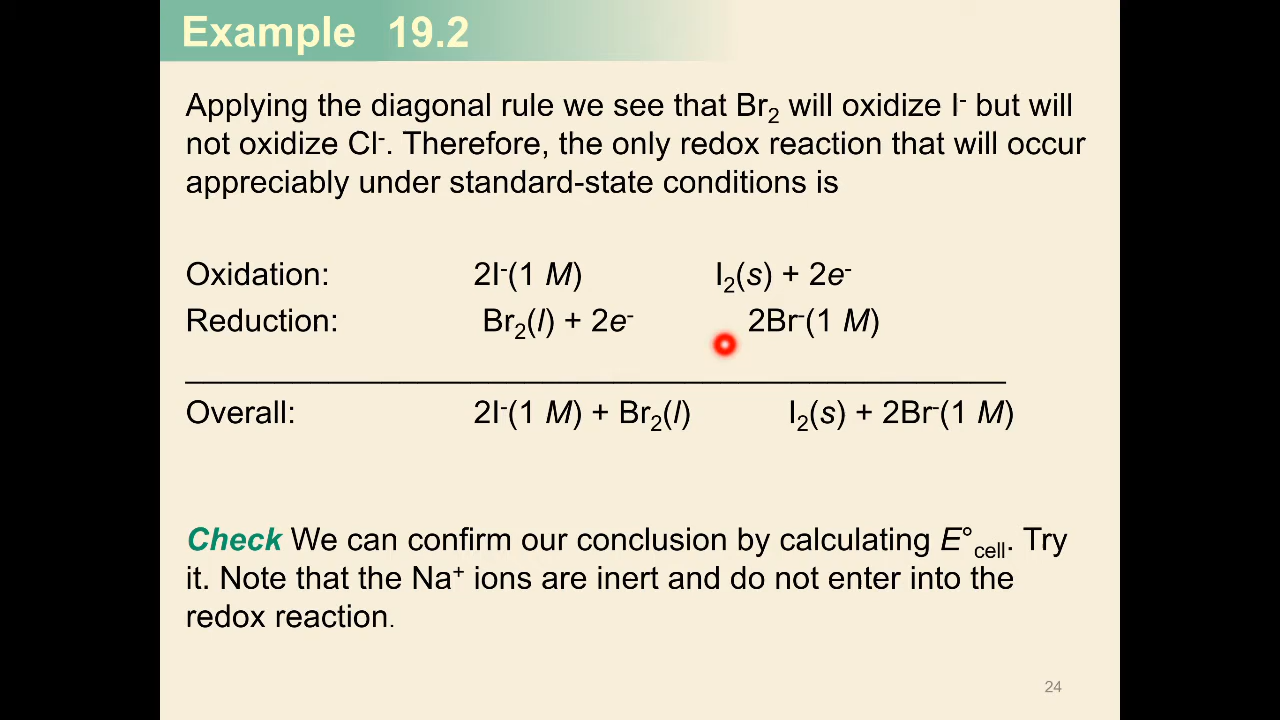 Example 19.2
Applying the diagonal rule we see that Br₂ will oxidize I⁻ but will
not oxidize Cl⁻. Therefore, the only redox reaction that will occur
appreciably under standard-state conditions is
Oxidation: 2I⁻(1 M) I₂(s) + 2e⁻
Reduction: Br₂(l) + 2e⁻ 2Br⁻(1 M)
Overall: 2I⁻(1 M) + Br₂(l) I₂(s) + 2Br⁻(1 M)
Check We can confirm our conclusion by calculating E°cell. Try
it. Note that the Na⁺ ions are inert and do not enter into the
redox reaction.
24